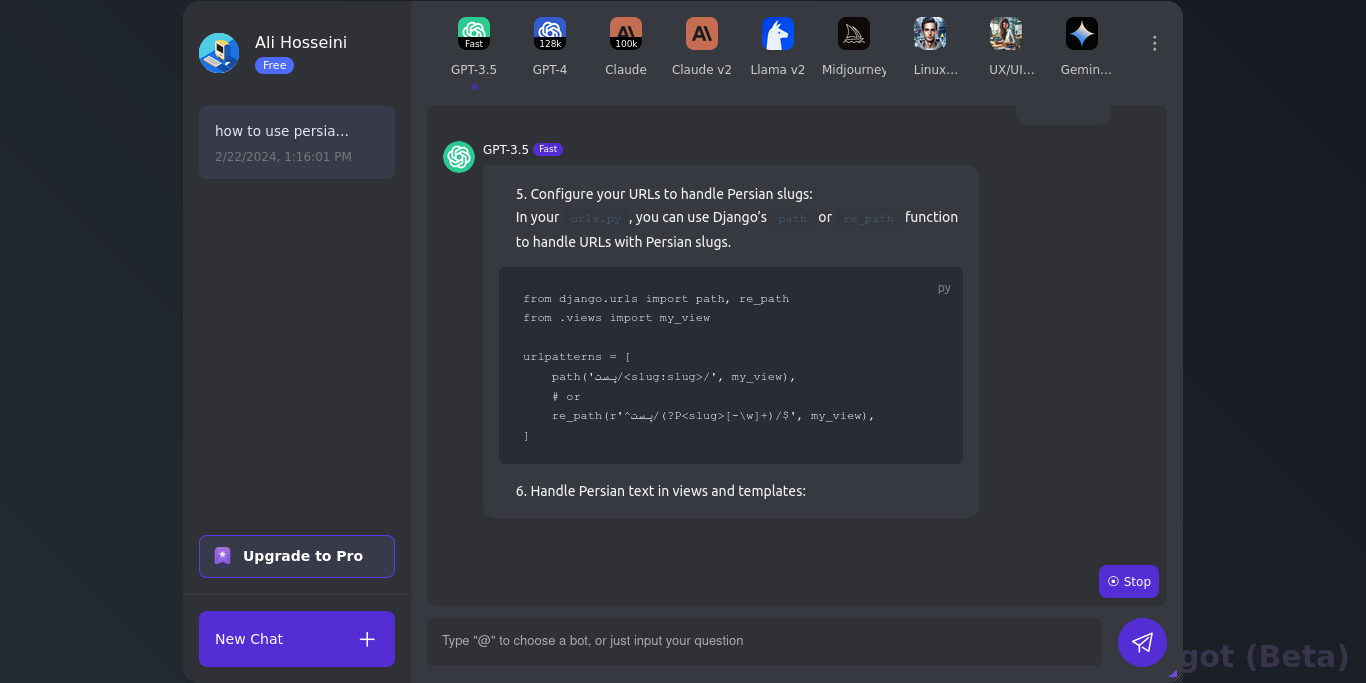 Ali Hosseini
Free
how to use persia...
2/22/2024, 1:16:01 PM
Upgrade to Pro
New Chat
Fast
128k
100k
GPT-3.5
GPT-4
Claude
Claude v2
Llama v2
Midjourney
Linux...
UX/UI...
Gemin...
GPT-3.5 Fast
5. Configure your URLs to handle Persian slugs:
In your urls.py , you can use Django’s path or re_path function
to handle URLs with Persian slugs.
py
from django.urls import path, re_path
from .views import my_view
urlpatterns = [
path('پست/<slug:slug>/', my_view),
# or
re_path(r'^پست/(?P<slug>[-\w]+)/$', my_view),
]
6. Handle Persian text in views and templates:
Stop
Type "@" to choose a bot, or just input your question
got (Beta)